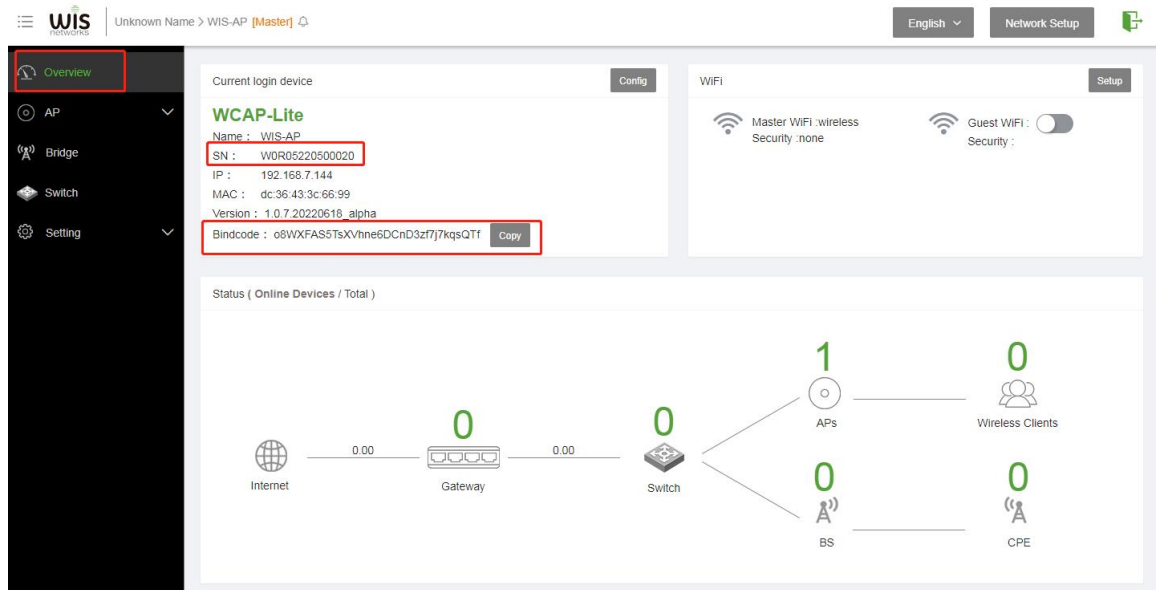 WIS
networks
Unknown Name > WIS-AP [Master]
English
Network Setup
Overview
AP
Bridge
Switch
Setting
Current login device
Config
WCAP-Lite
Name : WIS-AP
SN : W0R05220500020
IP : 192.168.7.144
MAC : dc:36:43:3c:66:99
Version : 1.0.7.20220618_alpha
Bindcode : o8WXFAS5TsXVhne6DCnD3zf7j7kqsQTf
Copy
WiFi
Setup
Master WiFi :wireless
Security :none
Guest WiFi :
Security :
Status ( Online Devices / Total )
1
APs
0
Wireless Clients
Internet
0.00
0
Gateway
0.00
0
Switch
0
BS
0
CPE